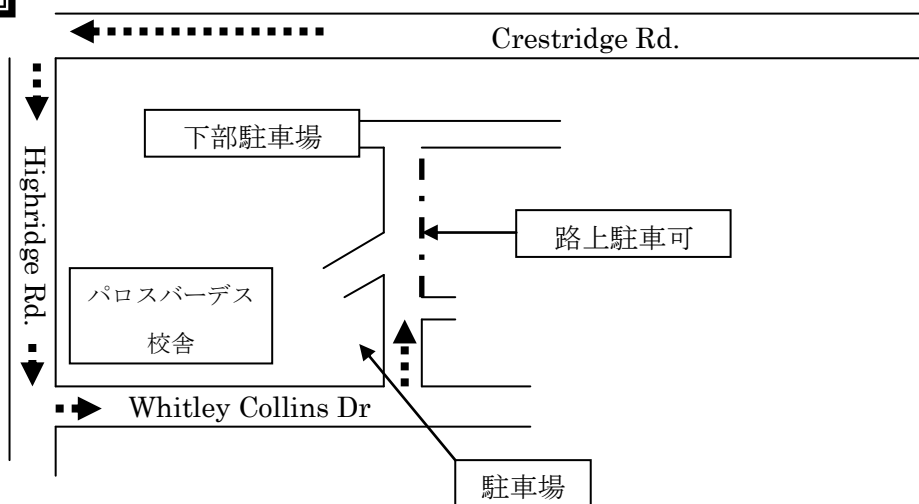 Crestridge Rd.
下部駐車場
Highridge Rd.
路上駐車可
パロスバーデス
校舎
Whitley Collins Dr
駐車場